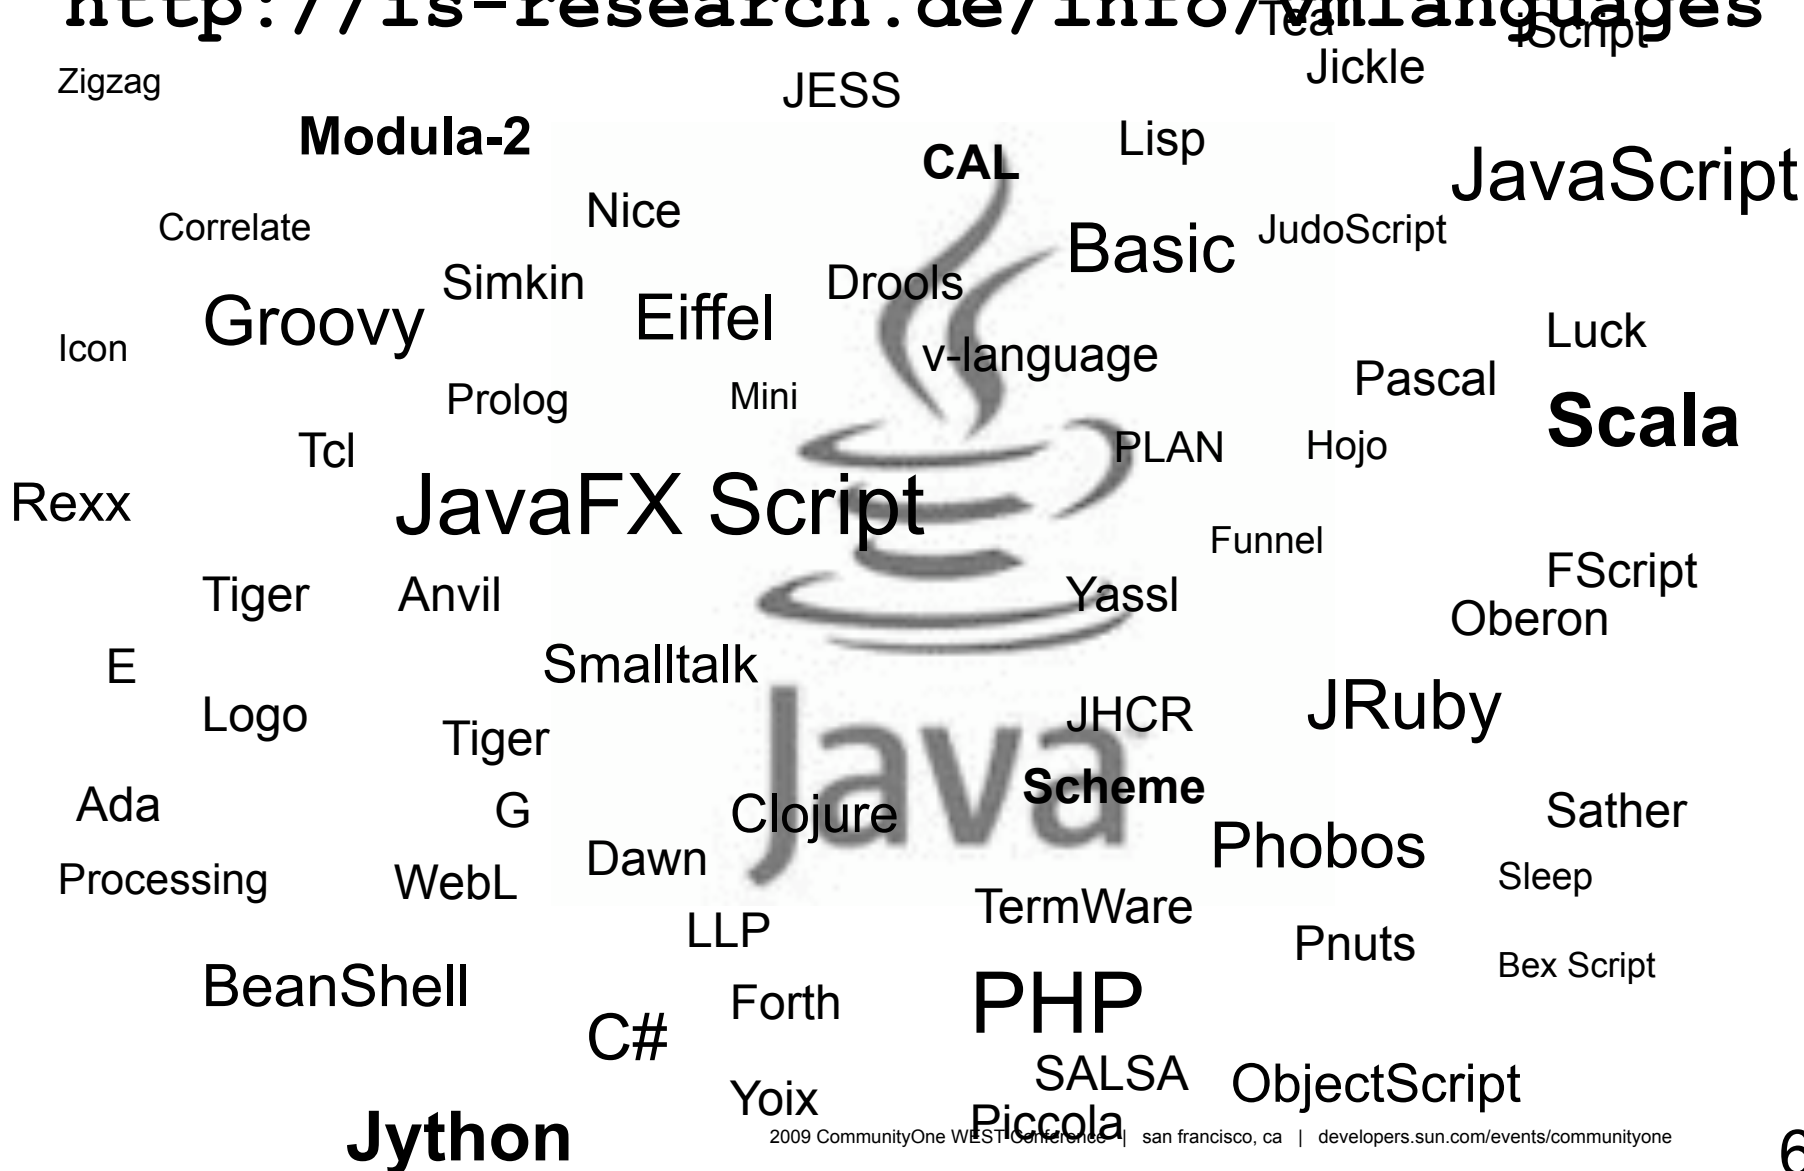 http://is-research.de/info/vmlanguages
Tea
iScript
Jickle
Zigzag
JESS
Modula-2
CAL
Lisp
JavaScript
Nice
Correlate
Basic
JudoScript
Simkin
Drools
Groovy
Eiffel
Luck
Icon
v-language
Pascal
Prolog
Mini
Scala
Tcl
PLAN
Hojo
Rexx
JavaFX Script
Funnel
FScript
Tiger
Anvil
Yassl
Oberon
E
Smalltalk
Logo
JHCR
JRuby
Tiger
Java
Scheme
Ada
G
Clojure
Sather
Phobos
Dawn
Processing
WebL
Sleep
TermWare
LLP
Pnuts
Bex Script
BeanShell
Forth
PHP
C#
SALSA
ObjectScript
Yoix
Piccola
Jython
2009 CommunityOne WEST Conference | san francisco, ca | developers.sun.com/events/communityone
6